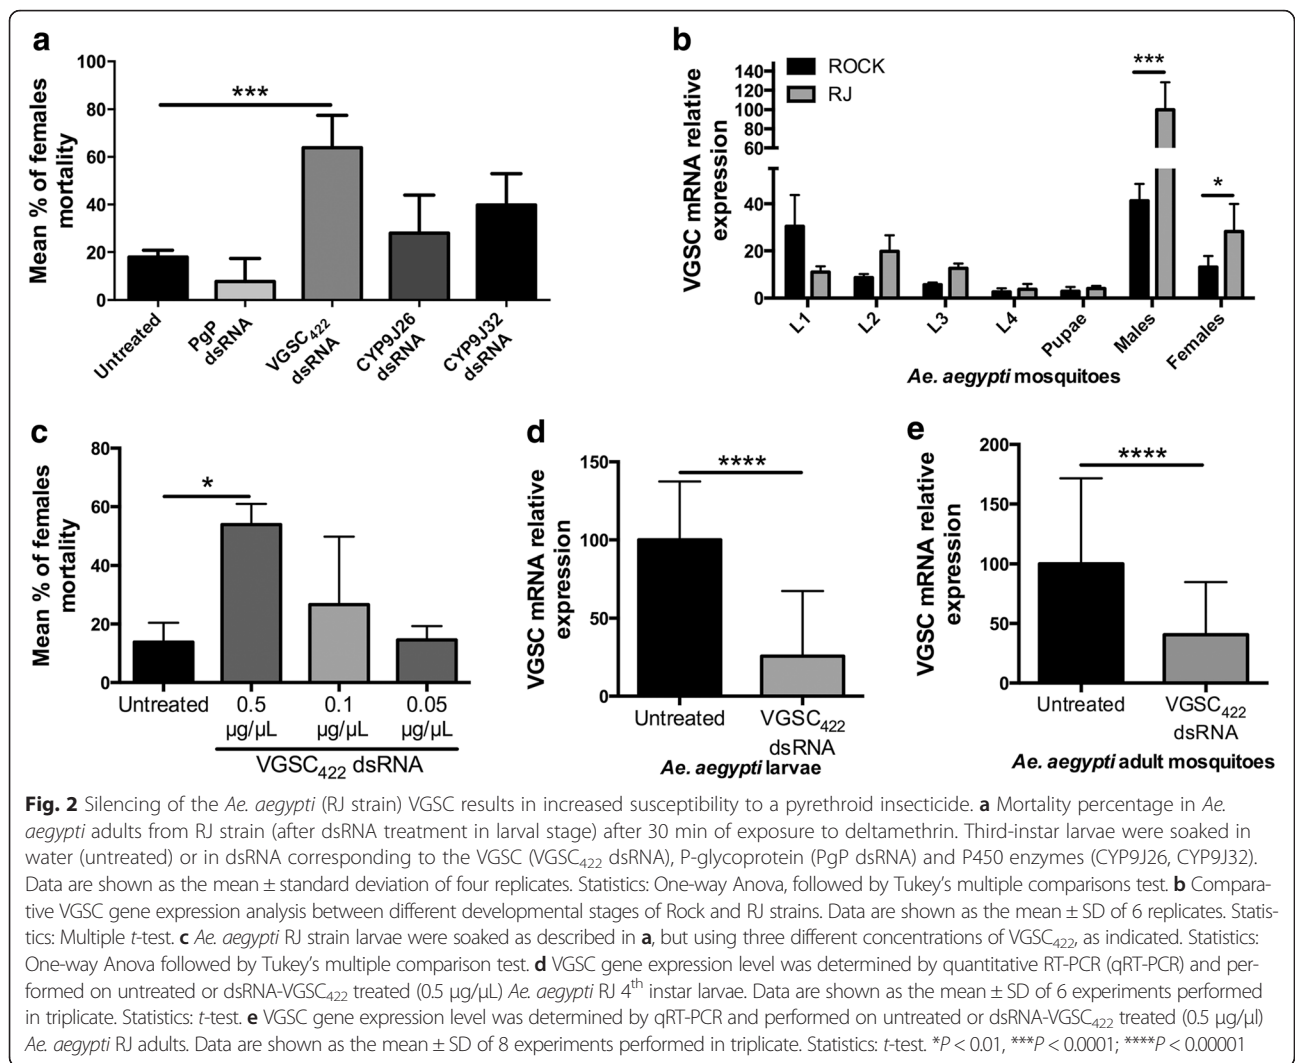 a
Mean % of females
mortality
100
80
60
40
20
0
***
Untreated
PgP
dsRNA
VGSC422
dsRNA
CYP9J26
dsRNA
CYP9J32
dsRNA
b
VGSC mRNA relative
expression
140
120
100
80
60
40
20
0
ROCK
RJ
***
*
L1
L2
L3
L4
Pupae
Males
Females
Ae. aegypti mosquitoes
c
Mean % of females
mortality
80
60
40
20
0
*
Untreated
0.5
µg/µL
0.1
µg/µL
0.05
µg/µL
VGSC422 dsRNA
d
VGSC mRNA relative
expression
150
100
50
0
****
Untreated
VGSC422
dsRNA
Ae. aegypti larvae
e
VGSC mRNA relative
expression
200
150
100
50
0
****
Untreated
VGSC422
dsRNA
Ae. aegypti adult mosquitoes
Fig. 2 Silencing of the Ae. aegypti (RJ strain) VGSC results in increased susceptibility to a pyrethroid insecticide. a Mortality percentage in Ae.
aegypti adults from RJ strain (after dsRNA treatment in larval stage) after 30 min of exposure to deltamethrin. Third-instar larvae were soaked in
water (untreated) or in dsRNA corresponding to the VGSC (VGSC422 dsRNA), P-glycoprotein (PgP dsRNA) and P450 enzymes (CYP9J26, CYP9J32).
Data are shown as the mean ± standard deviation of four replicates. Statistics: One-way Anova, followed by Tukey's multiple comparisons test. b Compara-
tive VGSC gene expression analysis between different developmental stages of Rock and RJ strains. Data are shown as the mean ± SD of 6 replicates. Statis-
tics: Multiple t-test. c Ae. aegypti RJ strain larvae were soaked as described in a, but using three different concentrations of VGSC422, as indicated. Statistics:
One-way Anova followed by Tukey's multiple comparison test. d VGSC gene expression level was determined by quantitative RT-PCR (qRT-PCR) and per-
formed on untreated or dsRNA-VGSC422 treated (0.5 µg/µL) Ae. aegypti RJ 4th instar larvae. Data are shown as the mean ± SD of 6 experiments performed
in triplicate. Statistics: t-test. e VGSC gene expression level was determined by qRT-PCR and performed on untreated or dsRNA-VGSC422 treated (0.5 µg/µl)
Ae. aegypti RJ adults. Data are shown as the mean ± SD of 8 experiments performed in triplicate. Statistics: t-test. *P < 0.01, ***P < 0.0001; ****P < 0.00001